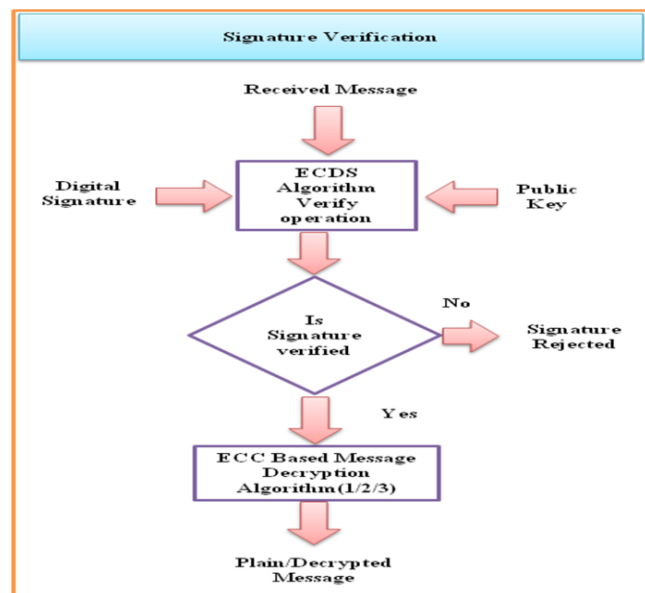 Signature Verification
Received Message
Digital
Signature
ECDS
Algorithm
Verify
operation
Public
Key
Is
Signature
verified
No
Signature
Rejected
Yes
ECC Based Message
Decryption
Algorithm(1/2/3)
Plain/Decrypted
Message